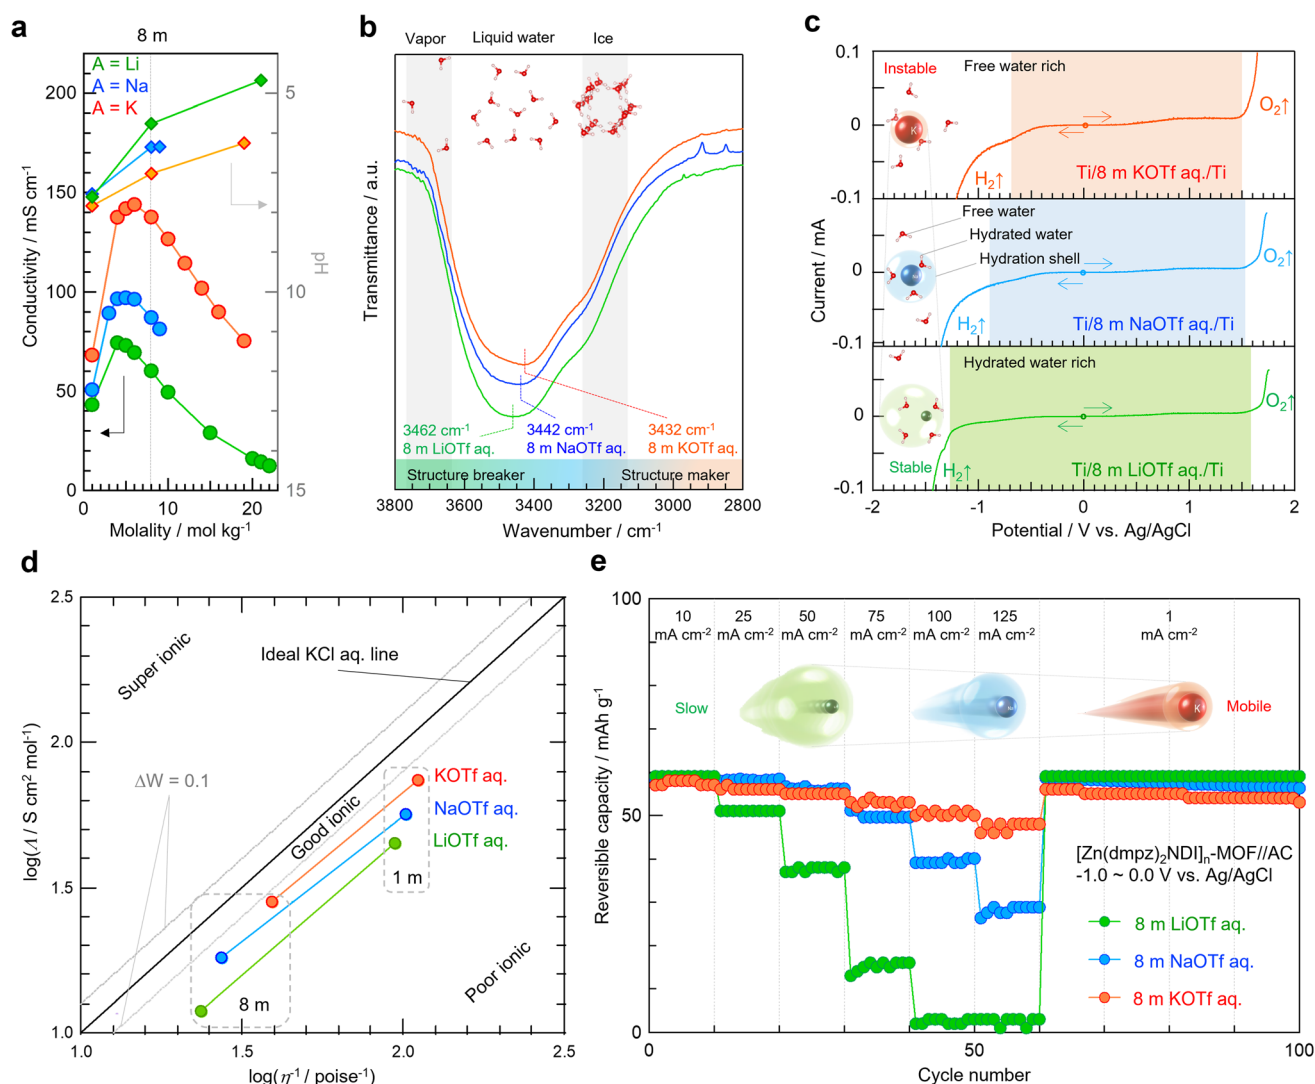 a
8 m
A = Li
A = Na
A = K
200
150
100
50
0
5
10
15
Conductivity / mS cm⁻¹
pH
0
10
20
Molality / mol kg⁻¹
b
Vapor
Liquid water
Ice
Transmittance / a.u.
3462 cm⁻¹
8 m LiOTf aq.
3442 cm⁻¹
8 m NaOTf aq.
3432 cm⁻¹
8 m KOTf aq.
Structure breaker
Structure maker
3800
3600
3400
3200
3000
2800
Wavenumber / cm⁻¹
c
0.1
0
-0.1
Instable
Free water rich
K
O₂↑
H₂↑
Ti/8 m KOTf aq./Ti
0
-0.1
Free water
Hydrated water
Hydration shell
O₂↑
H₂↑
Ti/8 m NaOTf aq./Ti
0
-0.1
Hydrated water rich
Stable
O₂↑
H₂↑
Ti/8 m LiOTf aq./Ti
Current / mA
-2
-1
0
1
2
Potential / V vs. Ag/AgCl
d
2.5
2.0
1.5
1.0
log(Λ / S cm² mol⁻¹)
Super ionic
Ideal KCl aq. line
ΔW = 0.1
Good ionic
KOTf aq.
NaOTf aq.
LiOTf aq.
1 m
8 m
Poor ionic
1.0
1.5
2.0
2.5
log(η⁻¹ / poise⁻¹)
e
100
50
0
Reversible capacity / mAh g⁻¹
10
mA cm⁻²
25
mA cm⁻²
50
mA cm⁻²
75
mA cm⁻²
100
mA cm⁻²
125
mA cm⁻²
1
mA cm⁻²
Slow
K
Mobile
[Zn(dmpz)₂NDI]ₙ-MOF//AC
-1.0 ~ 0.0 V vs. Ag/AgCl
8 m LiOTf aq.
8 m NaOTf aq.
8 m KOTf aq.
0
50
100
Cycle number